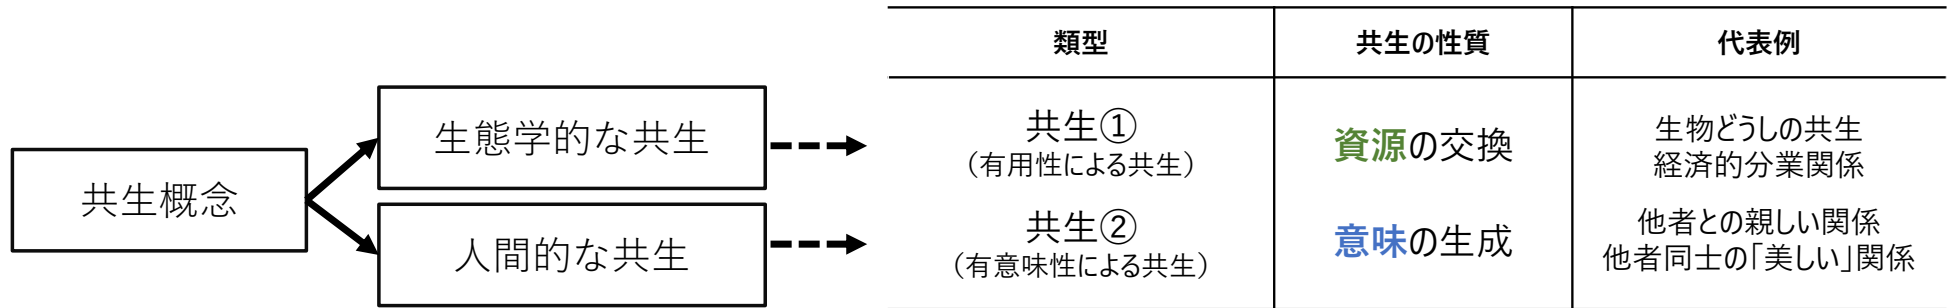 共生概念
生態学的な共生
人間的な共生
類型 共生の性質 代表例
共生①
（有用性による共生）
資源の交換
生物どうしの共生
経済的分業関係
共生②
（有意味性による共生）
意味の生成
他者との親しい関係
他者同士の「美しい」関係